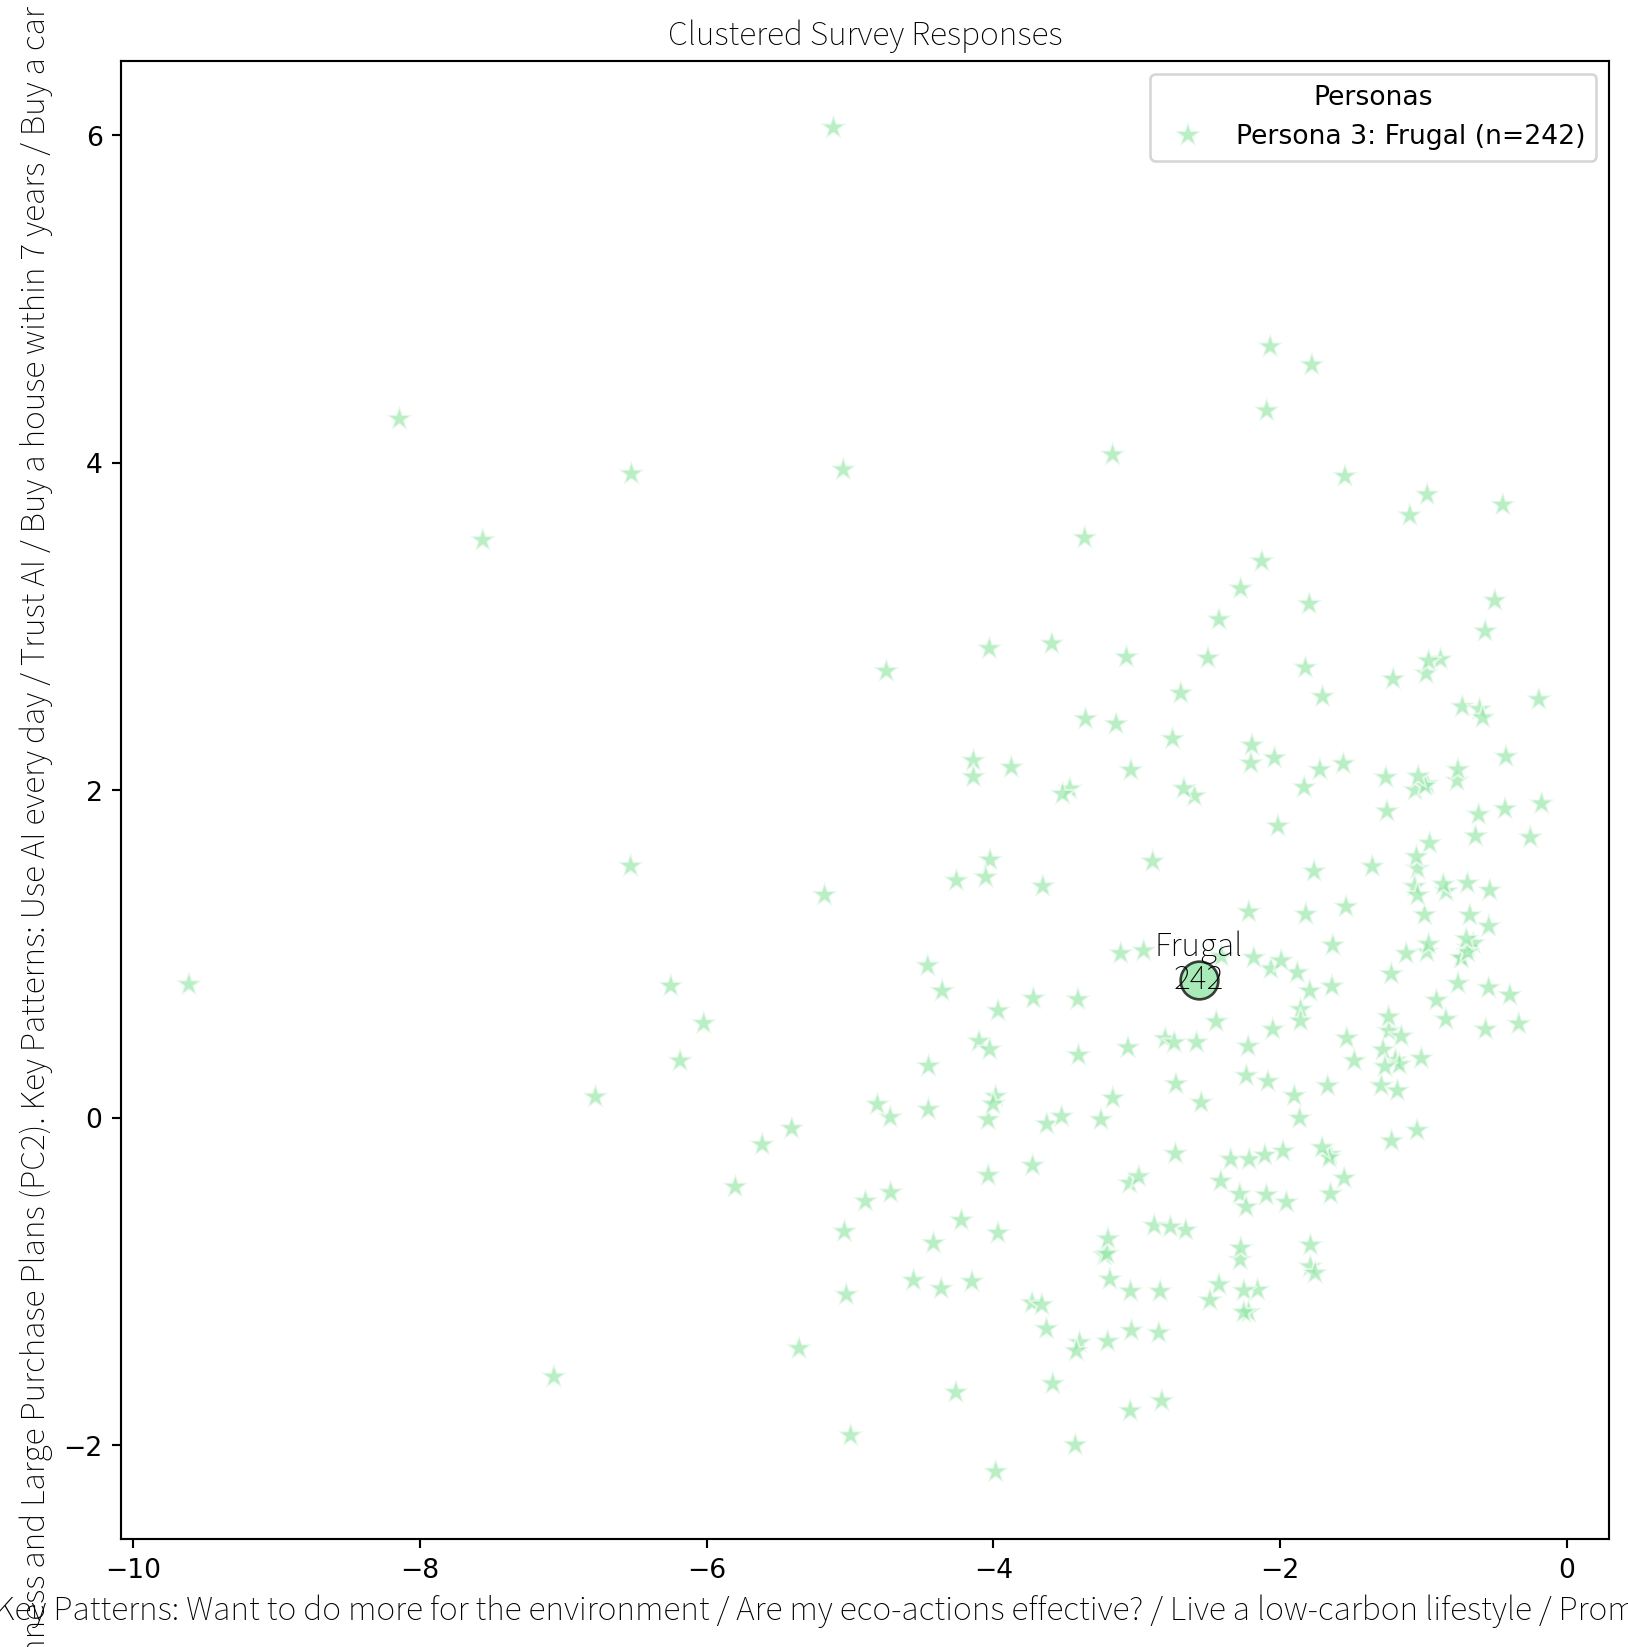 Clustered Survey Responses
Personas
Persona 3: Frugal (n=242)
and Large Purchase Plans (PC2). Key Patterns: Use AI every day / Trust AI / Buy a house within 7 years / Buy a car
6
4
2
0
−2
Frugal
242
−10
−8
−6
−4
−2
0
Key Patterns: Want to do more for the environment / Are my eco-actions effective? / Live a low-carbon lifestyle /